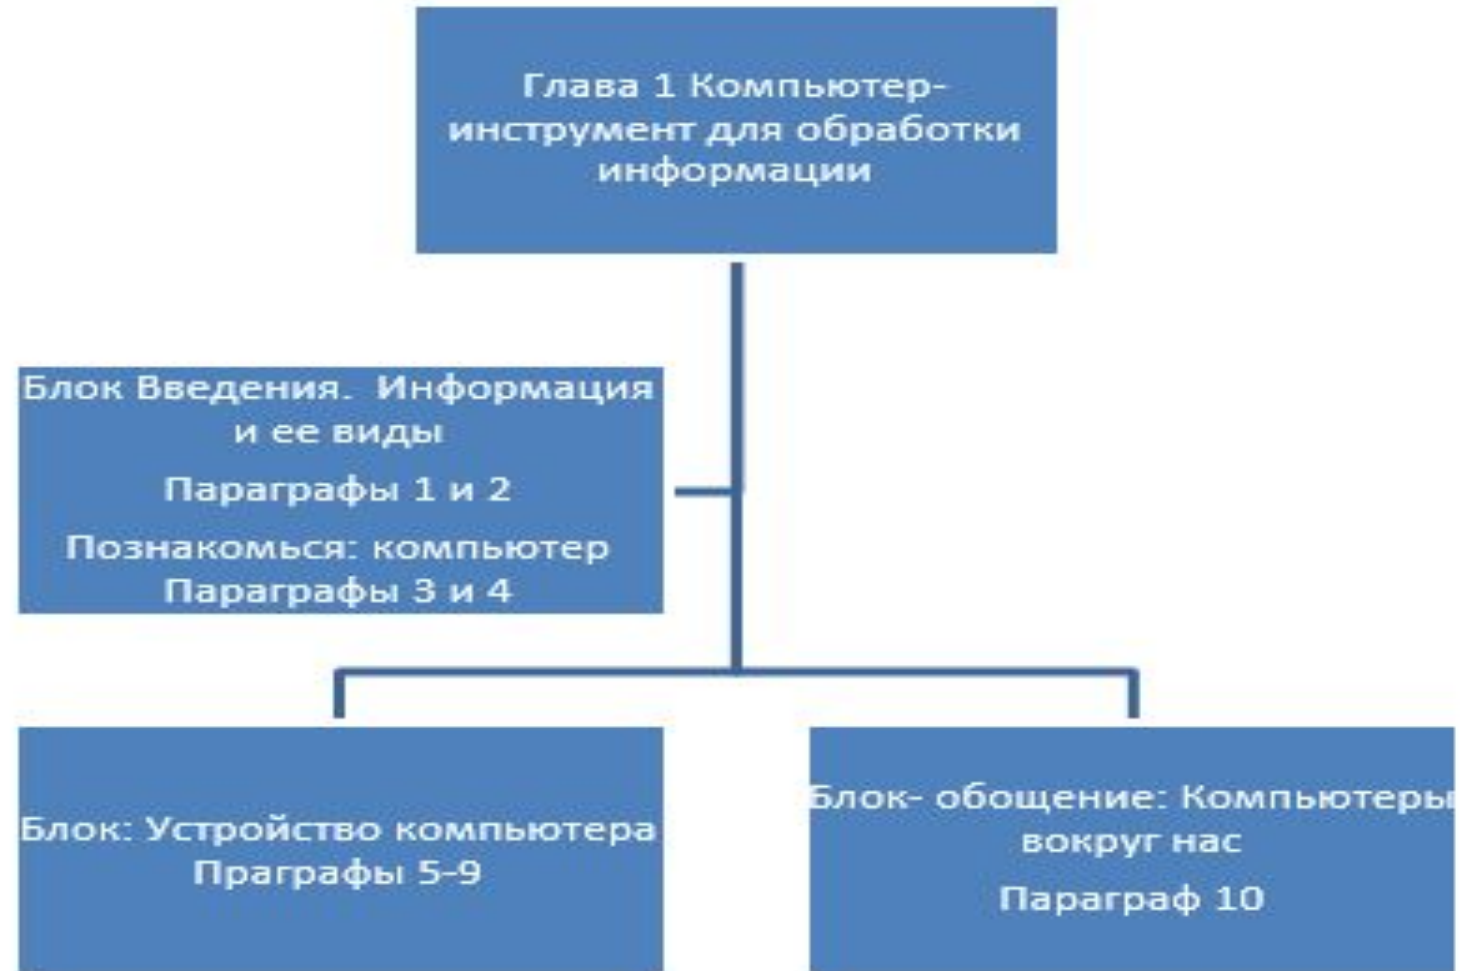 Глава 1 Компьютер-
инструмент для обработки
информации
Блок Введения.  Информация
и ее виды
Параграфы 1 и 2
Познакомься: компьютер
Параграфы 3 и 4
Блок: Устройство компьютера
Праграфы 5-9
Блок- обощение: Компьютеры
вокруг нас
Параграф 10